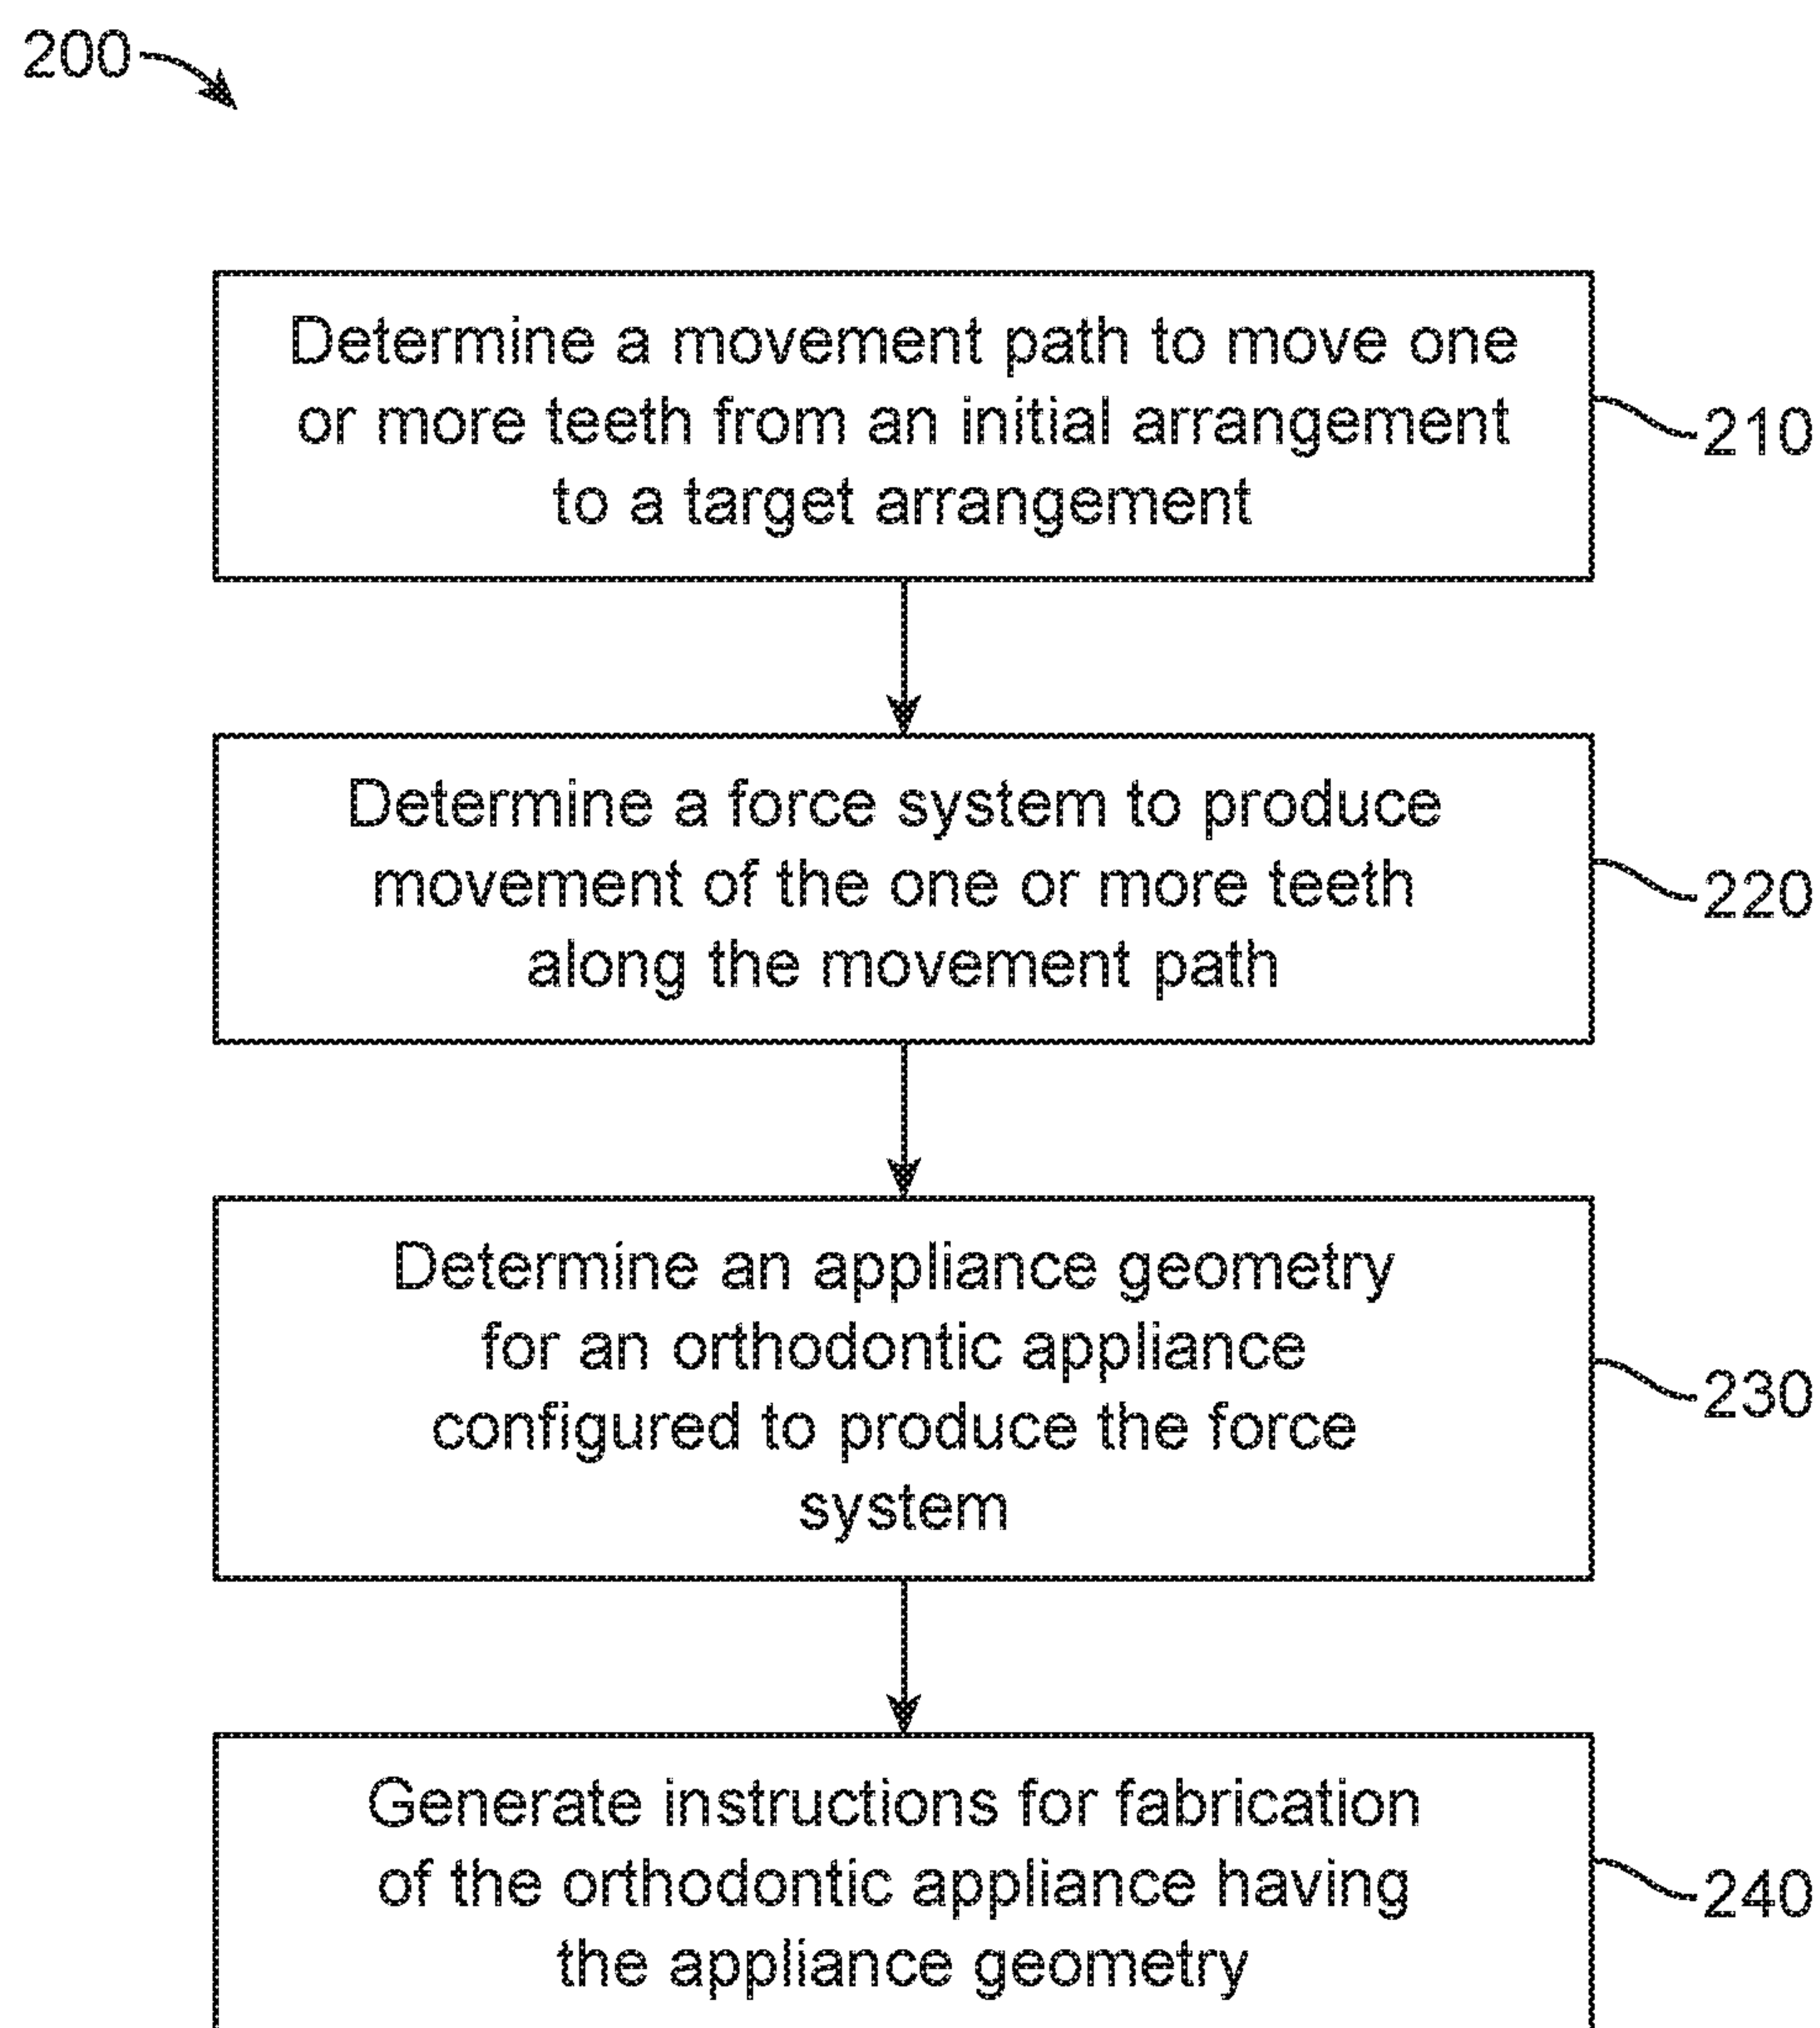 200
Determine a movement path to move one
or more teeth from an initial arrangement
to a target arrangement
210
Determine a force system to produce
movement of the one or more teeth
along the movement path
220
Determine an appliance geometry
for an orthodontic appliance
configured to produce the force
system
230
Generate instructions for fabrication
of the orthodontic appliance having
the appliance geometry
240